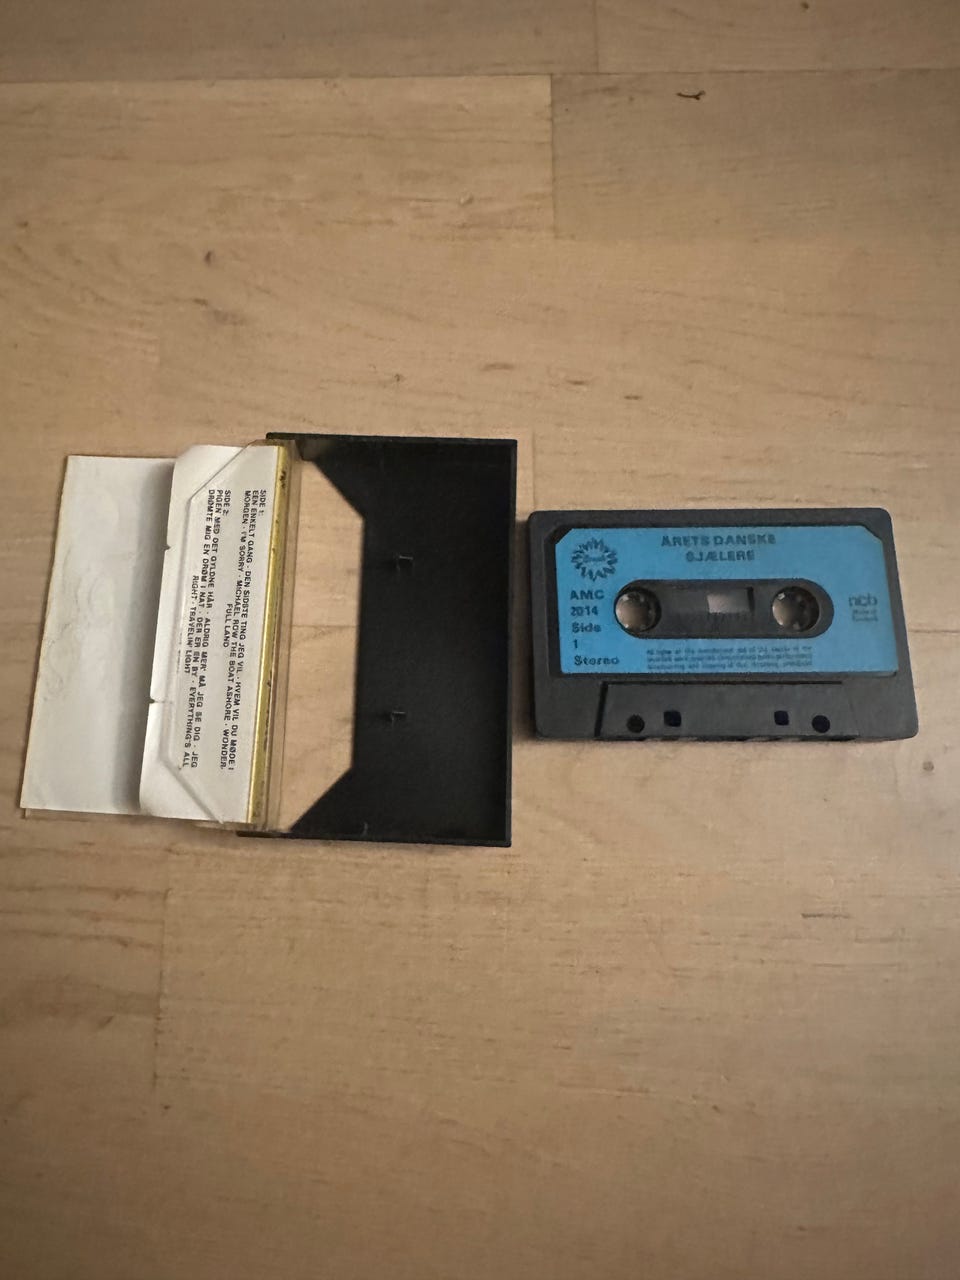 SIDE 1:
EEN ENKELT GANG · DEN SIDSTE TING JEG VIL · HVEM VIL DU MØDE I
MORGEN · I'M SORRY · MICHAEL ROW THE BOAT ASHORE · WONDER-
FULL LAND
SIDE 2:
PIGEN MED DET GYLDNE HÅR · ALDRIG MER' MÅ JEG SE DIG · JEG
DRØMTE MIG EN DRØM I NAT · DER ER EN BY · EVERYTHING'S ALL
RIGHT · TRAVELIN' LIGHT
ÅRETS DANSKE
SJÆLERE
AMC
2014
Side
1
Stereo
ncb